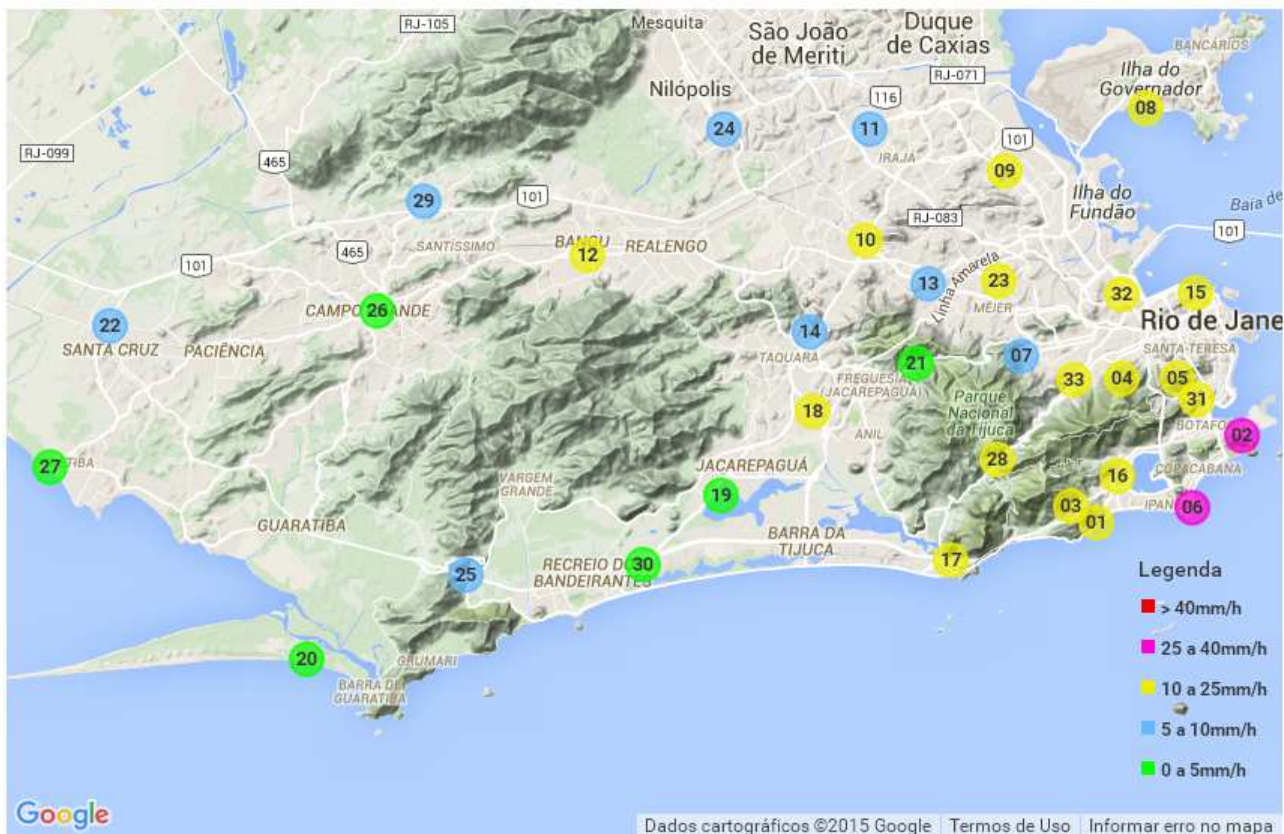 RJ-105
Mesquita
São João
de Meriti
Duque
de Caxias
BANCÁRIOS
RJ-071
Ilha do
Governador
08
Nilópolis
116
24
11
RJ-099
465
IRAJÁ
101
09
29
101
Ilha do
Fundão
Baía de
RJ-083
101
SANTÍSSIMO
BANGU
REALENGO
10
465
12
101
Linha Amarela
13
23
MÉIER
32
15
CAMPO GRANDE
26
22
14
Rio de Jane
SANTA CRUZ
PACIÊNCIA
TAQUARA
21
07
SANTA TERESA
FREGUESIA
(JACAREPAGUÁ)
33
04
05
31
Parque
Nacional
da Tijuca
18
BOTAFO
ANIL
02
27
TIBA
28
JACAREPAGUÁ
COPACABANA
VARGEM
GRANDE
16
19
03
IPAN
06
01
GUARATIBA
BARRA DA
TIJUCA
17
25
RECREIO DOS
BANDEIRANTES
30
Legenda
> 40mm/h
25 a 40mm/h
20
GRUMARI
BARRA DE
GUARATIBA
10 a 25mm/h
5 a 10mm/h
0 a 5mm/h
Google
Dados cartográficos ©2015 Google
Termos de Uso
Informar erro no mapa